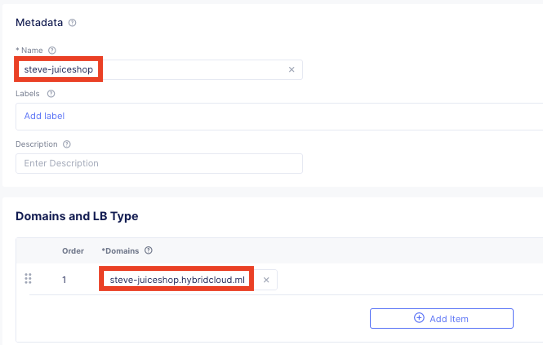 Metadata
* Name
steve-juiceshop
Labels
Add label
Description
Enter Description
Domains and LB Type
Order *Domains
1 steve-juiceshop.hybridcloud.ml
Add Item